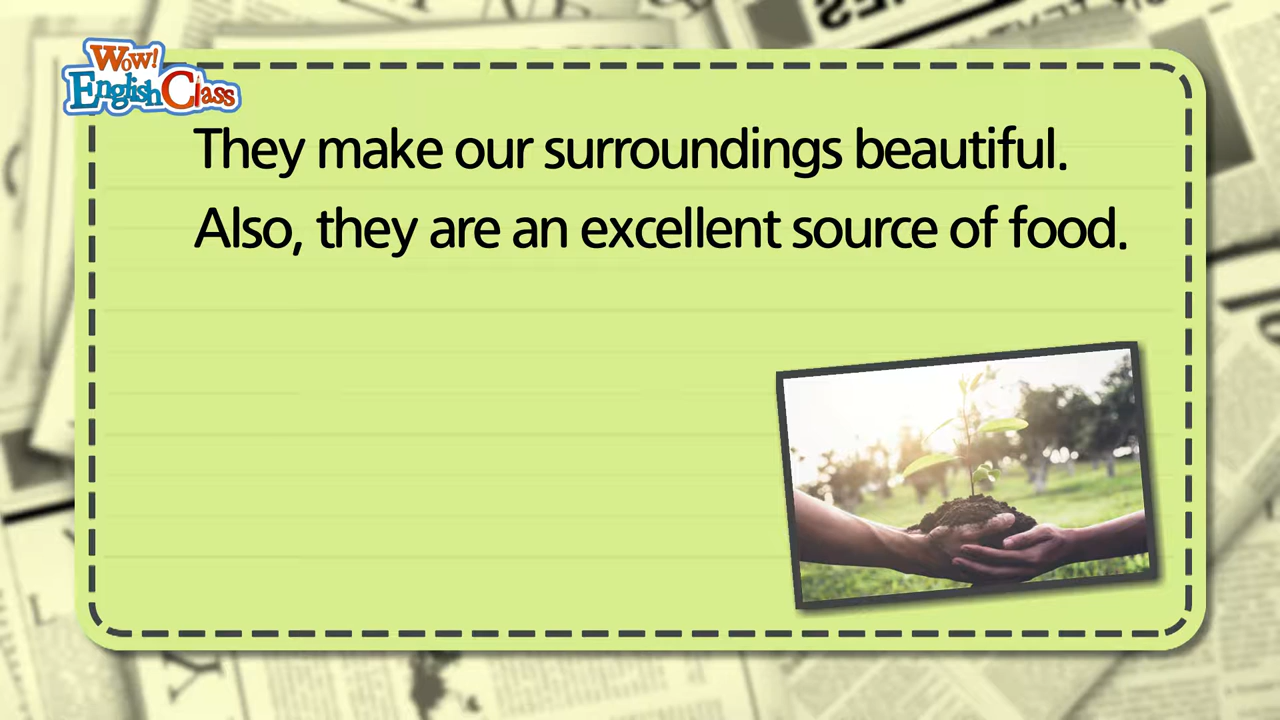 Wow!
English Class
They make our surroundings beautiful.
Also, they are an excellent source of food.